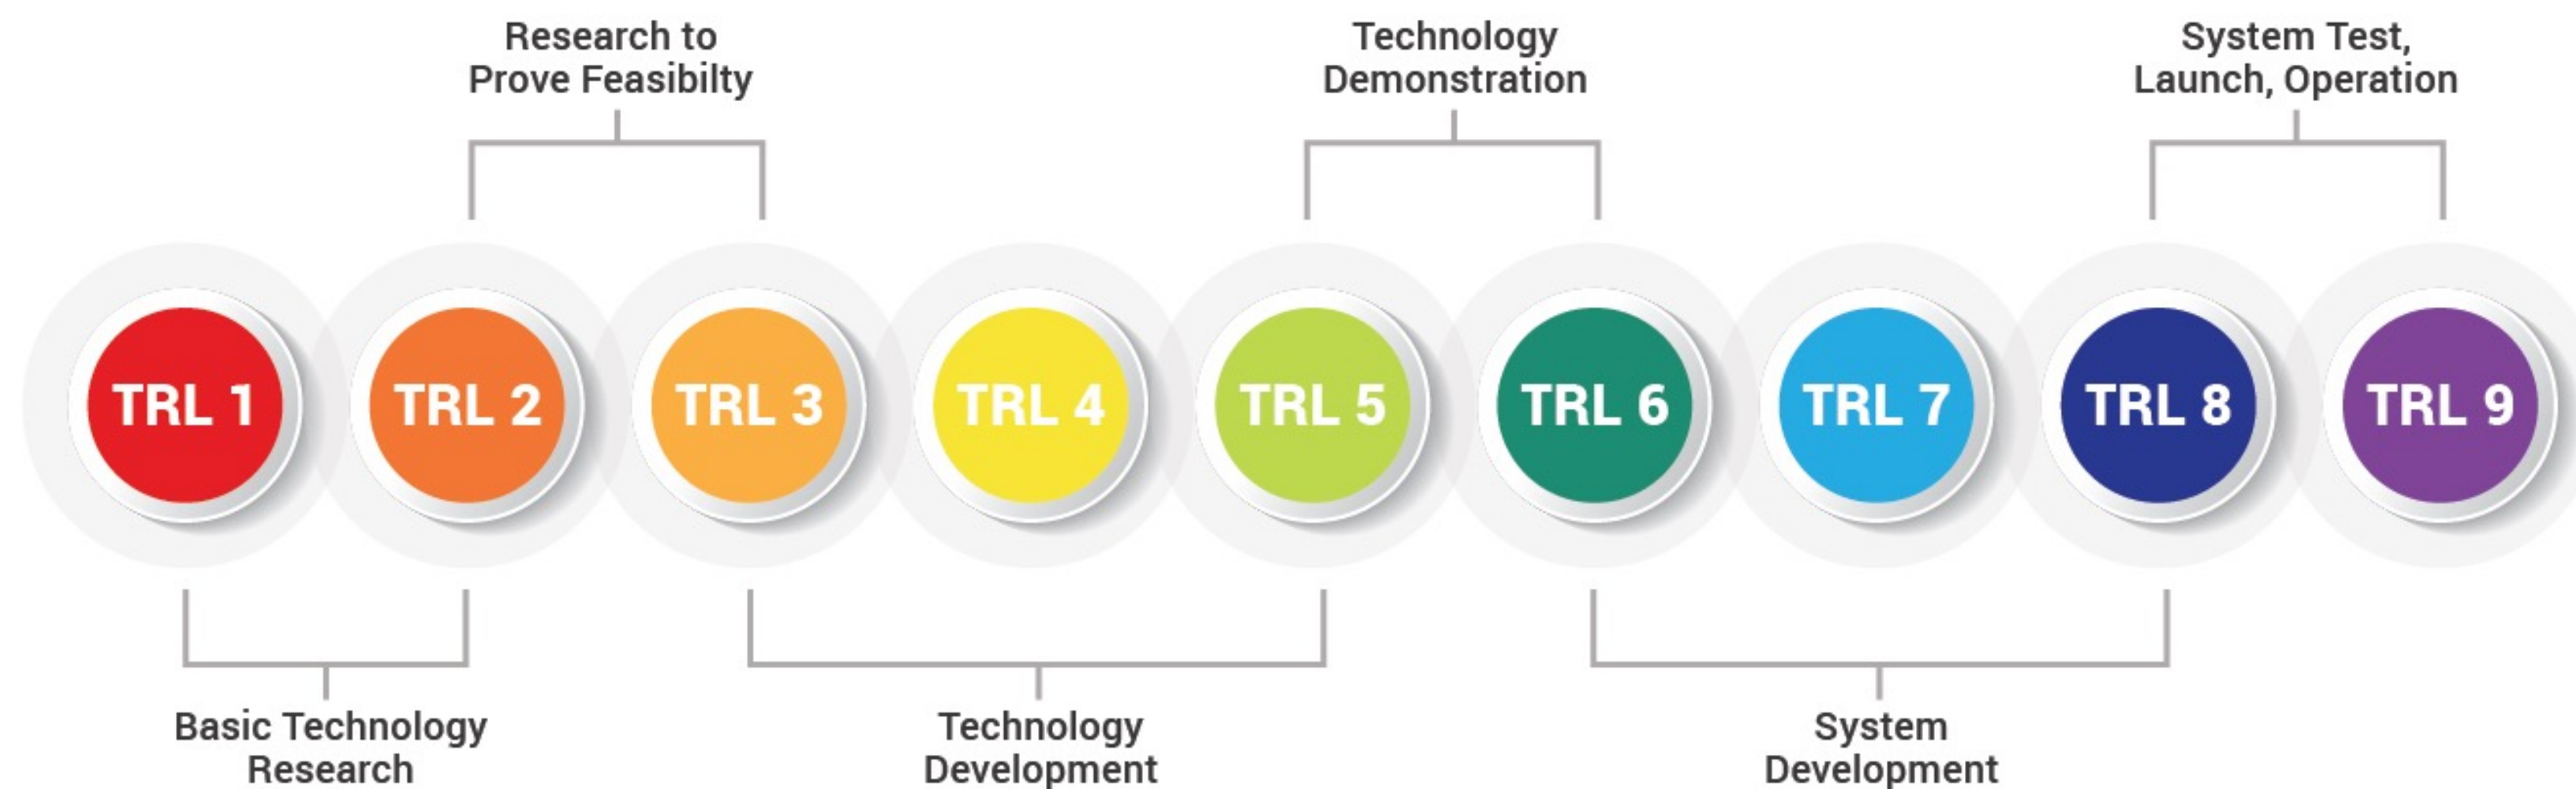 Research to
Prove Feasibilty
Technology
Demonstration
System Test,
Launch, Operation
TRL 1
TRL 2
TRL 3
TRL 4
TRL 5
TRL 6
TRL 7
TRL 8
TRL 9
Basic Technology
Research
Technology
Development
System
Development